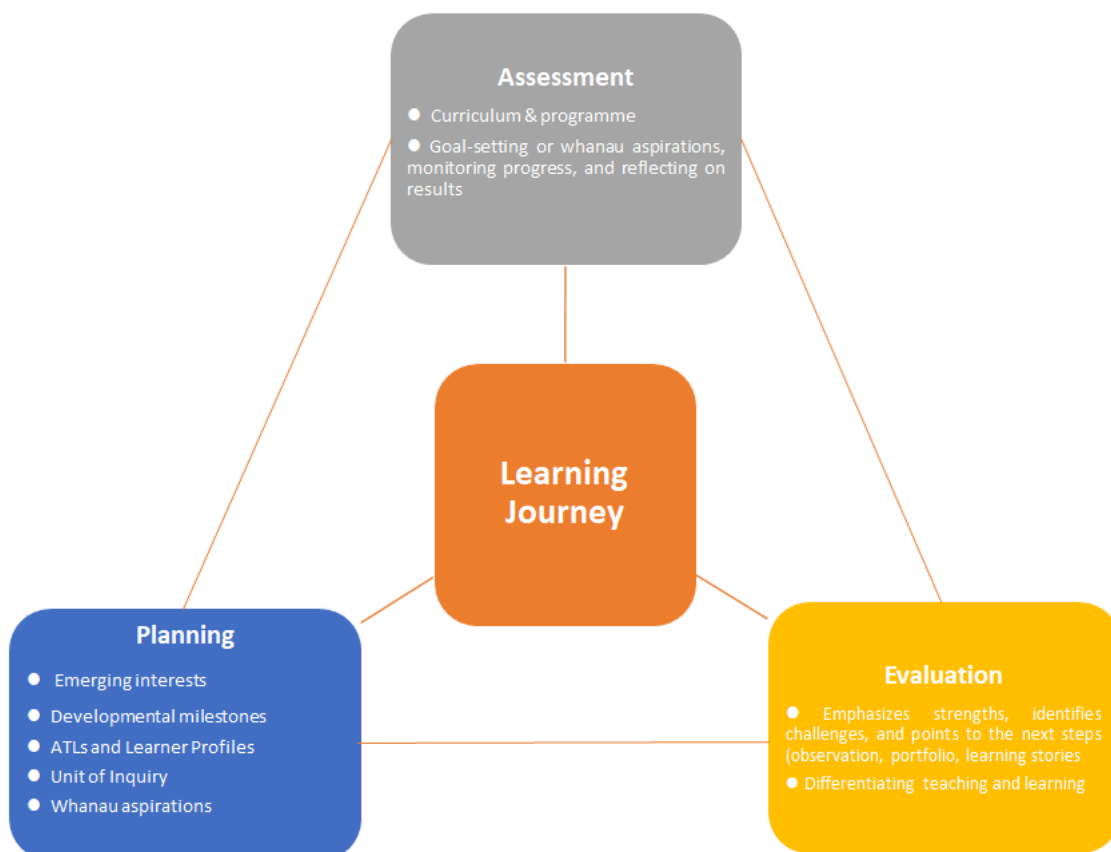 Assessment
● Curriculum & programme
● Goal-setting or whanau aspirations,
monitoring progress, and reflecting on
results
Learning
Journey
Planning
● Emerging interests
● Developmental milestones
● ATLs and Learner Profiles
● Unit of Inquiry
● Whanau aspirations
Evaluation
● Emphasizes strengths, identifies
challenges, and points to the next steps
(observation, portfolio, learning stories
● Differentiating teaching and learning